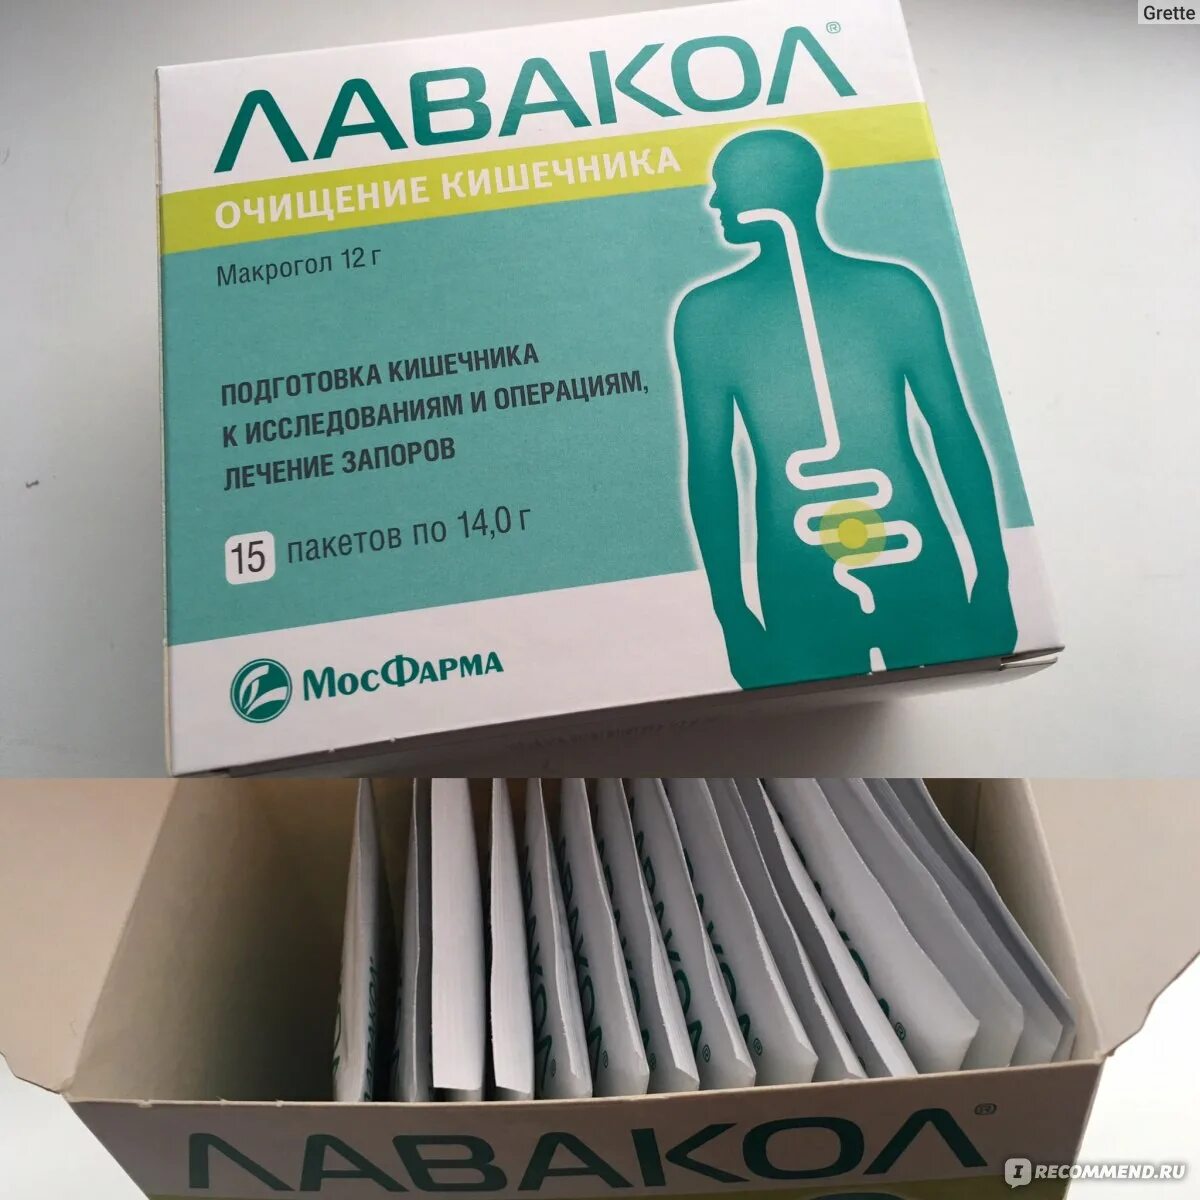 Grette
ЛАВАКОЛ®
ОЧИЩЕНИЕ КИШЕЧНИКА
Макрогол 12 г
ПОДГОТОВКА КИШЕЧНИКА
К ИССЛЕДОВАНИЯМ И ОПЕРАЦИЯМ,
ЛЕЧЕНИЕ ЗАПОРОВ
15 пакетов по 14,0 г
МосФАРМА
ЛАВАКОЛ®
IRECOMMEND.RU